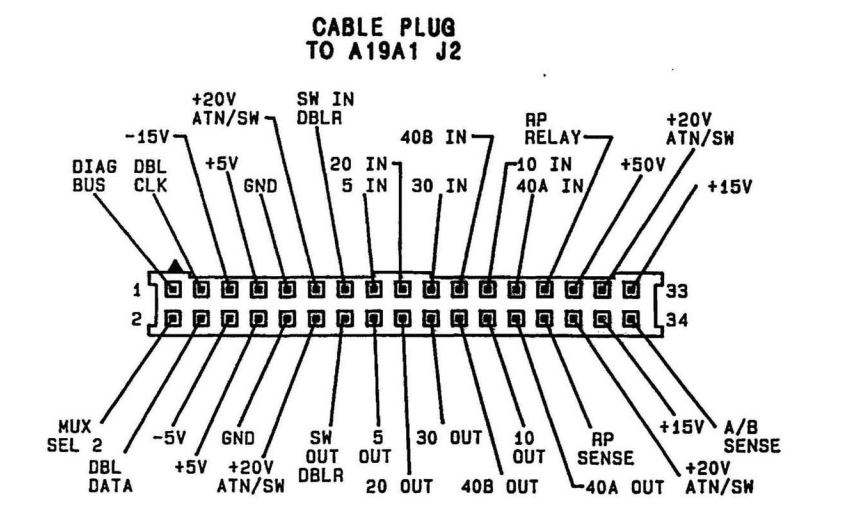 CABLE PLUG
TO A19A1 J2
+20V
ATN/SW
SW IN
DBLR
-15V
40B IN
RP
RELAY
+20V
ATN/SW
DIAG
BUS
DBL
CLK
+5V
GND
20 IN
5 IN
30 IN
10 IN
40A IN
+50V
+15V
1
33
2
34
MUX
SEL 2
DBL
DATA
-5V
+5V
GND
+20V
ATN/SW
SW
OUT
DBLR
5
OUT
20 OUT
30 OUT
40B OUT
10
OUT
RP
SENSE
40A OUT
+15V
+20V
ATN/SW
A/B
SENSE